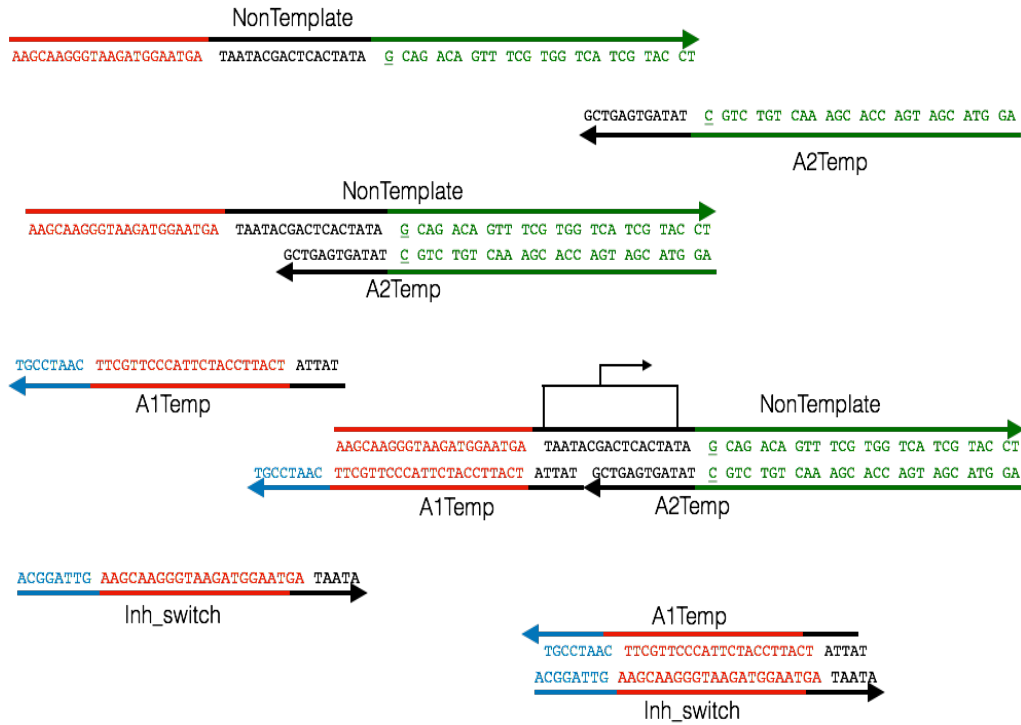 NonTemplate
AAGCAAGGGTAAGATGGAATGA TAATACGACTCACTATA G CAG ACA GTT TCG TGG TCA TCG TAC CT
GCTGAGTGATAT C GTC TGT CAA AGC ACC AGT AGC ATG GA
A2Temp
NonTemplate
AAGCAAGGGTAAGATGGAATGA TAATACGACTCACTATA G CAG ACA GTT TCG TGG TCA TCG TAC CT
GCTGAGTGATAT C GTC TGT CAA AGC ACC AGT AGC ATG GA
A2Temp
TGCCTAAC TTCGTTCCCATTCTACCTTACT ATTAT
A1Temp
NonTemplate
AAGCAAGGGTAAGATGGAATGA TAATACGACTCACTATA G CAG ACA GTT TCG TGG TCA TCG TAC CT
TGCCTAAC TTCGTTCCCATTCTACCTTACT ATTAT GCTGAGTGATAT C GTC TGT CAA AGC ACC AGT AGC ATG GA
A1Temp A2Temp
ACGGATTG AAGCAAGGGTAAGATGGAATGA TAATA
Inh_switch
A1Temp
TGCCTAAC TTCGTTCCCATTCTACCTTACT ATTAT
ACGGATTG AAGCAAGGGTAAGATGGAATGA TAATA
Inh_switch